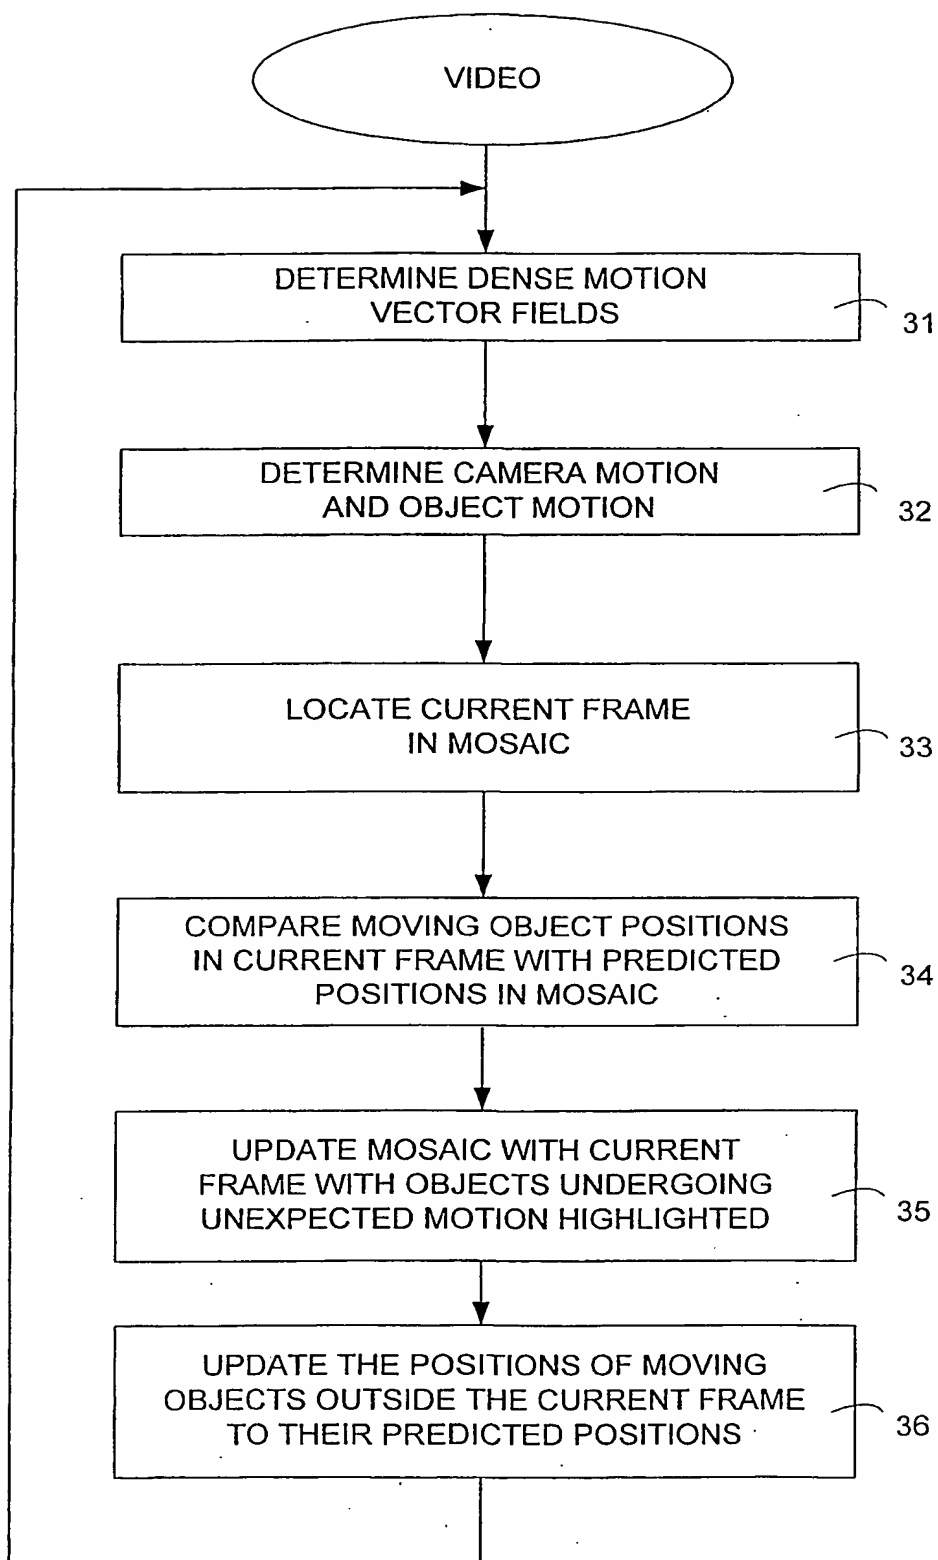 VIDEO
DETERMINE DENSE MOTION
VECTOR FIELDS
31
DETERMINE CAMERA MOTION
AND OBJECT MOTION
32
LOCATE CURRENT FRAME
IN MOSAIC
33
COMPARE MOVING OBJECT POSITIONS
IN CURRENT FRAME WITH PREDICTED
POSITIONS IN MOSAIC
34
UPDATE MOSAIC WITH CURRENT
FRAME WITH OBJECTS UNDERGOING
UNEXPECTED MOTION HIGHLIGHTED
35
UPDATE THE POSITIONS OF MOVING
OBJECTS OUTSIDE THE CURRENT FRAME
TO THEIR PREDICTED POSITIONS
36